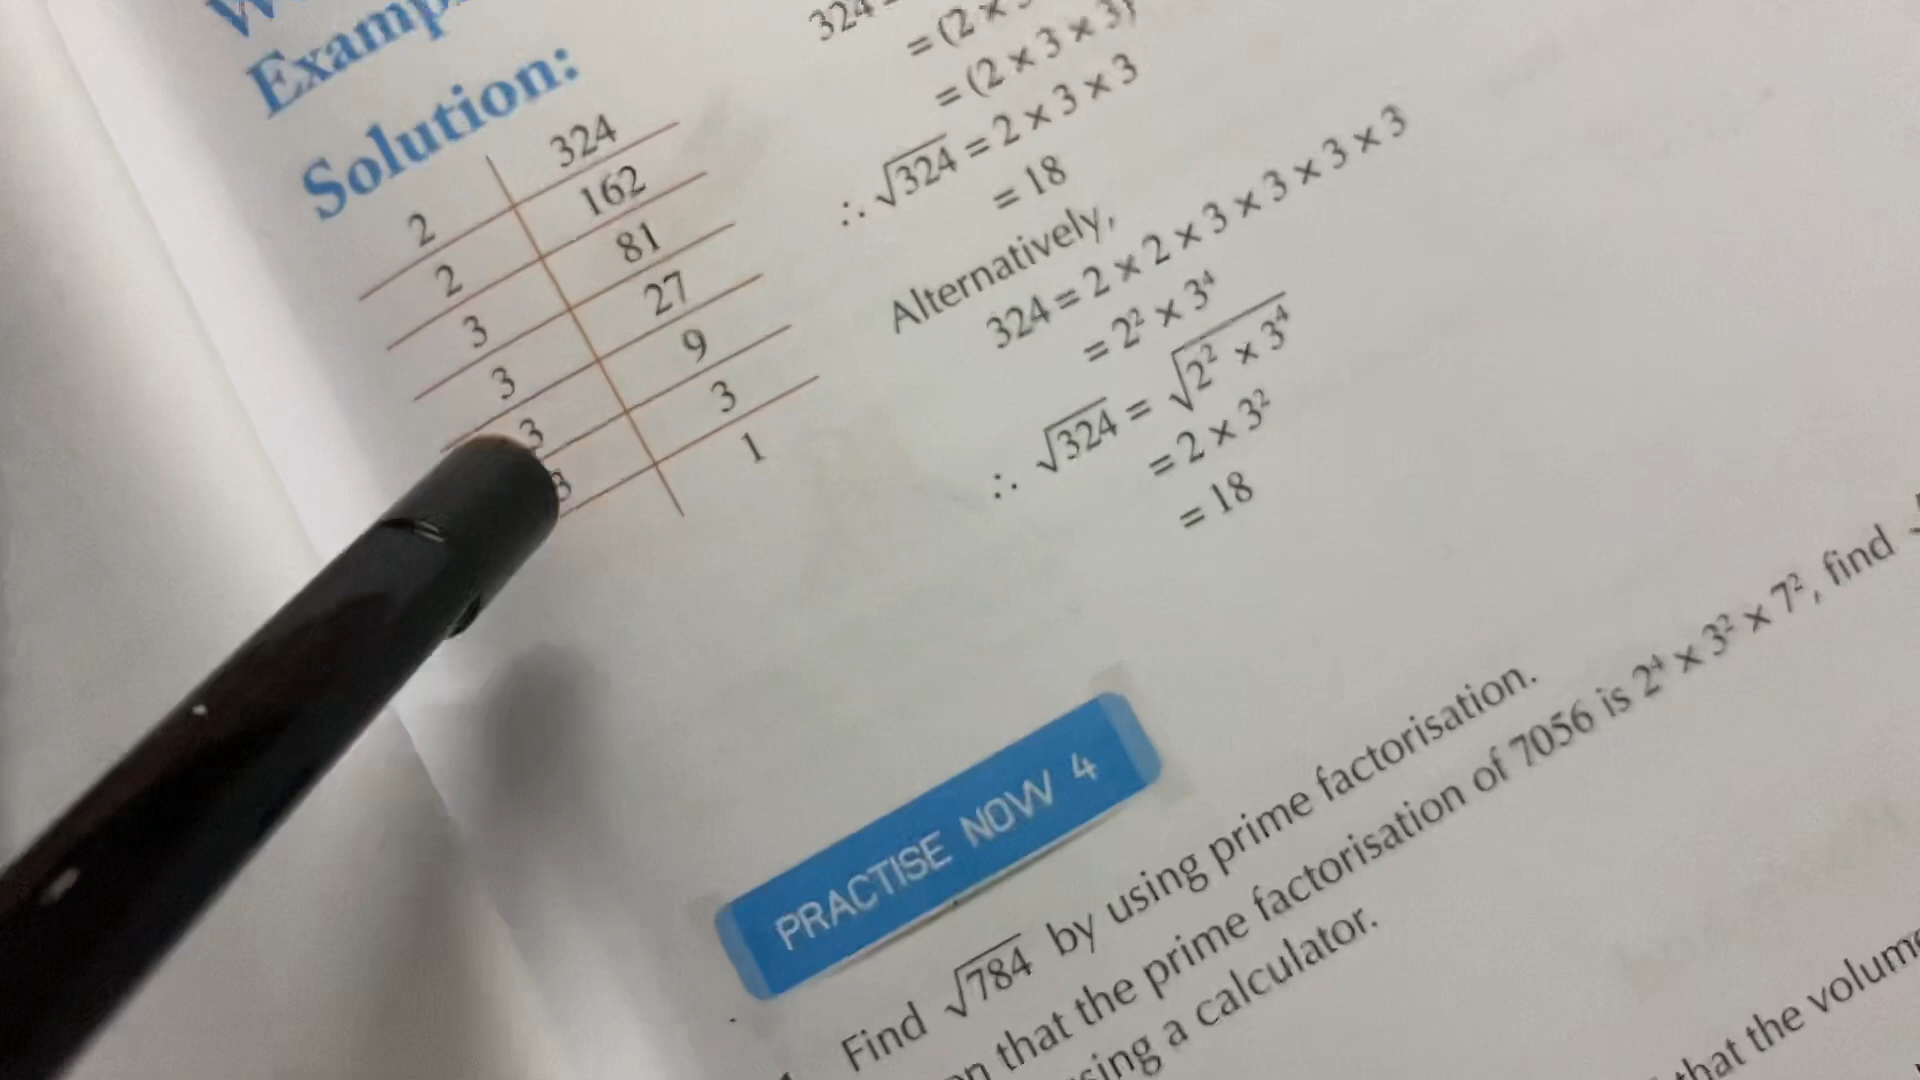 Solution:
324
2 162
2 81
3 27
3 9
3 3
3 1
324
= (2 ×
= (2 × 3 × 3)
∴ √324 = 2 × 3 × 3
= 18
Alternatively,
324 = 2 × 2 × 3 × 3 × 3 × 3
= 2² × 3⁴
∴ √324 = √2² × 3⁴
= 2 × 3²
= 18
PRACTISE NOW 4
Find √784 by using prime factorisation.
that the prime factorisation of 7056 is 2⁴ × 3² × 7², find
a calculator.
that the